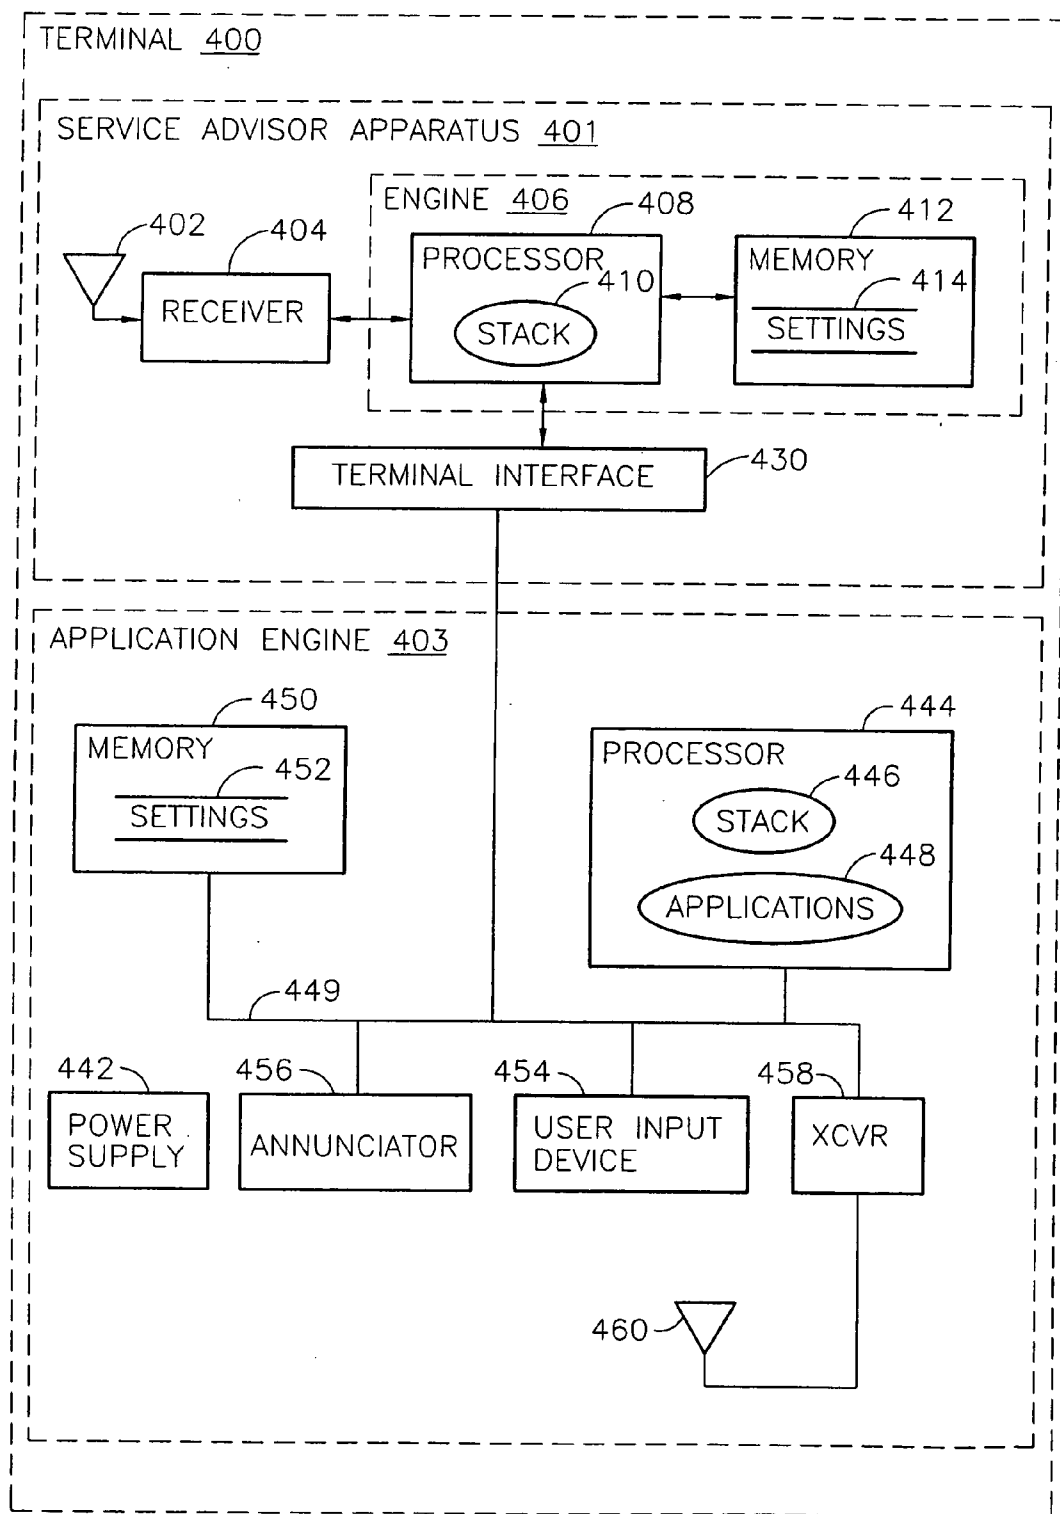 TERMINAL 400
SERVICE ADVISOR APPARATUS 401
ENGINE 406
402
404
408
412
RECEIVER
PROCESSOR
410
STACK
MEMORY
414
SETTINGS
TERMINAL INTERFACE
430
APPLICATION ENGINE 403
450
MEMORY
452
SETTINGS
444
PROCESSOR
446
STACK
448
APPLICATIONS
449
442
456
454
458
POWER
SUPPLY
ANNUNCIATOR
USER INPUT
DEVICE
XCVR
460